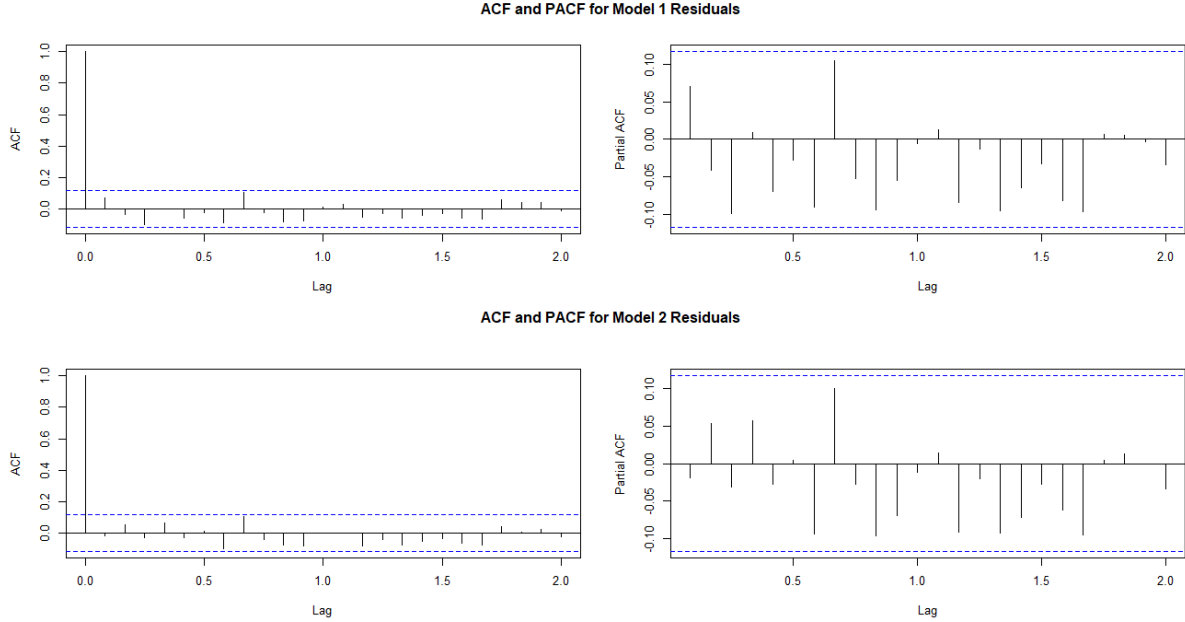 ACF and PACF for Model 1 Residuals
ACF
0.0 0.2 0.4 0.6 0.8 1.0
0.0 0.5 1.0 1.5 2.0
Lag
Partial ACF
-0.10 -0.05 0.00 0.05 0.10
0.5 1.0 1.5 2.0
Lag
ACF and PACF for Model 2 Residuals
ACF
0.0 0.2 0.4 0.6 0.8 1.0
0.0 0.5 1.0 1.5 2.0
Lag
Partial ACF
-0.10 -0.05 0.00 0.05 0.10
0.5 1.0 1.5 2.0
Lag